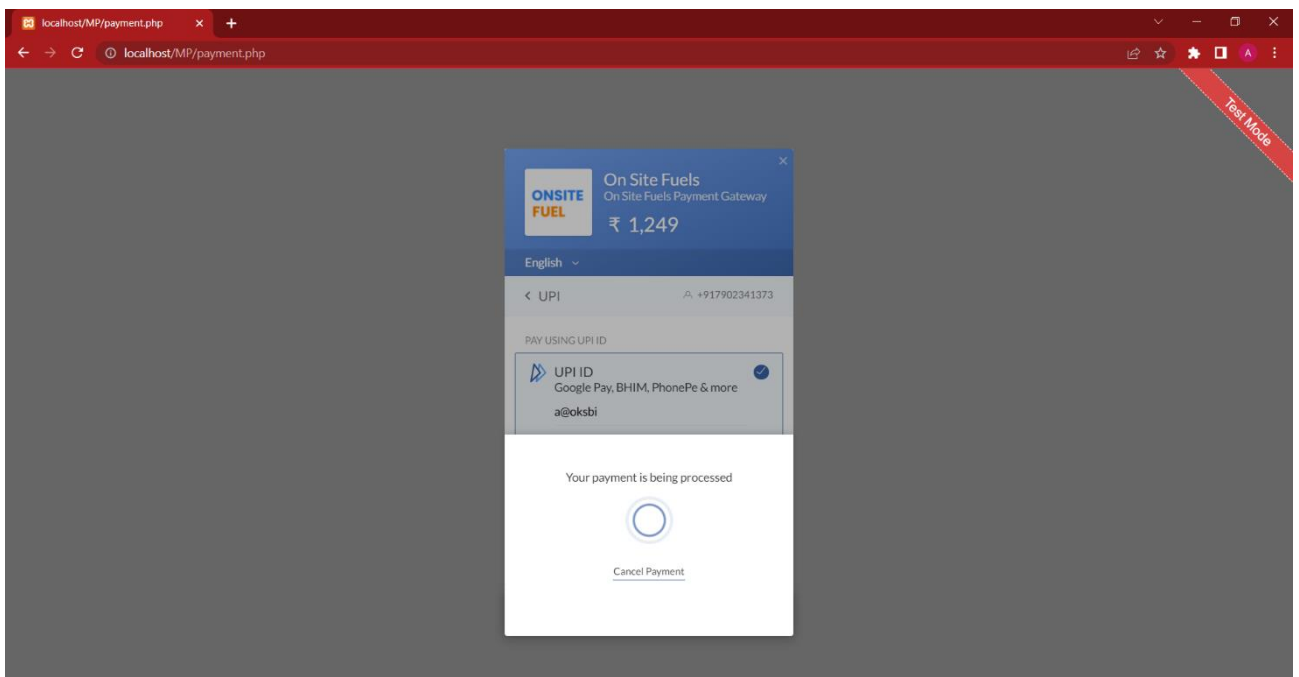 localhost/MP/payment.php
localhost/MP/payment.php
A
Test Mode
ONSITE
FUEL
On Site Fuels
On Site Fuels Payment Gateway
₹ 1,249
English
UPI
+917902341373
PAY USING UPI ID
UPI ID
Google Pay, BHIM, PhonePe & more
a@oksbi
Your payment is being processed
Cancel Payment